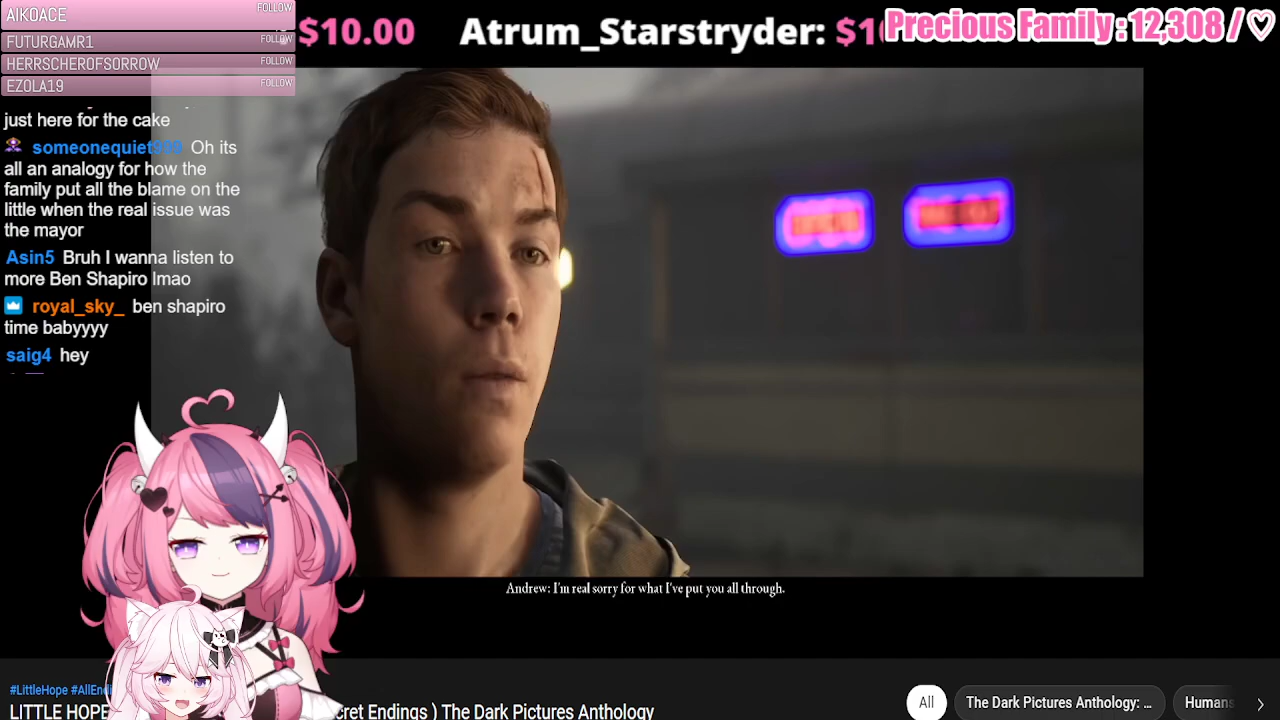 AIKOACE FOLLOW
FUTURGAMR1 FOLLOW
HERRSCHEROFSORROW FOLLOW
EZOLA19 FOLLOW
$10.00 Atrum_Starstryder: $10
Precious Family : 12,308 / ♡
just here for the cake
someonequiet999 Oh its
all an analogy for how the
family put all the blame on the
little when the real issue was
the mayor
Asin5 Bruh I wanna listen to
more Ben Shapiro lmao
royal_sky_ ben shapiro
time babyyyy
saig4 hey
Andrew: I'm real sorry for what I've put you all through.
#LittleHope #AllEndi
LITTLE HOPE cret Endings ) The Dark Pictures Anthology
All
The Dark Pictures Anthology: ...
Humans